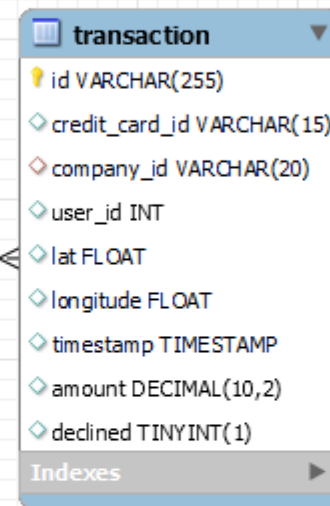 transaction
id VARCHAR(255)
credit_card_id VARCHAR(15)
company_id VARCHAR(20)
user_id INT
lat FLOAT
longitude FLOAT
timestamp TIMESTAMP
amount DECIMAL(10,2)
declined TINYINT(1)
Indexes